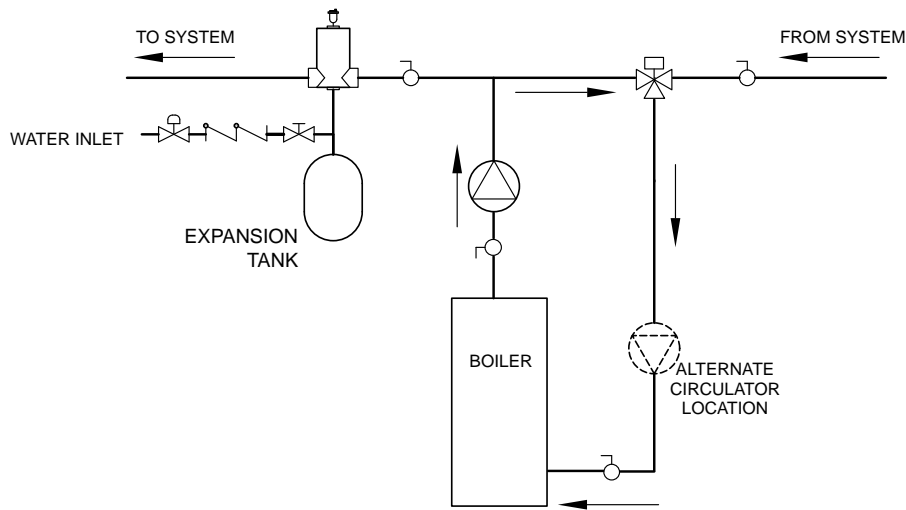 TO SYSTEM
FROM SYSTEM
WATER INLET
EXPANSION
TANK
BOILER
ALTERNATE
CIRCULATOR
LOCATION